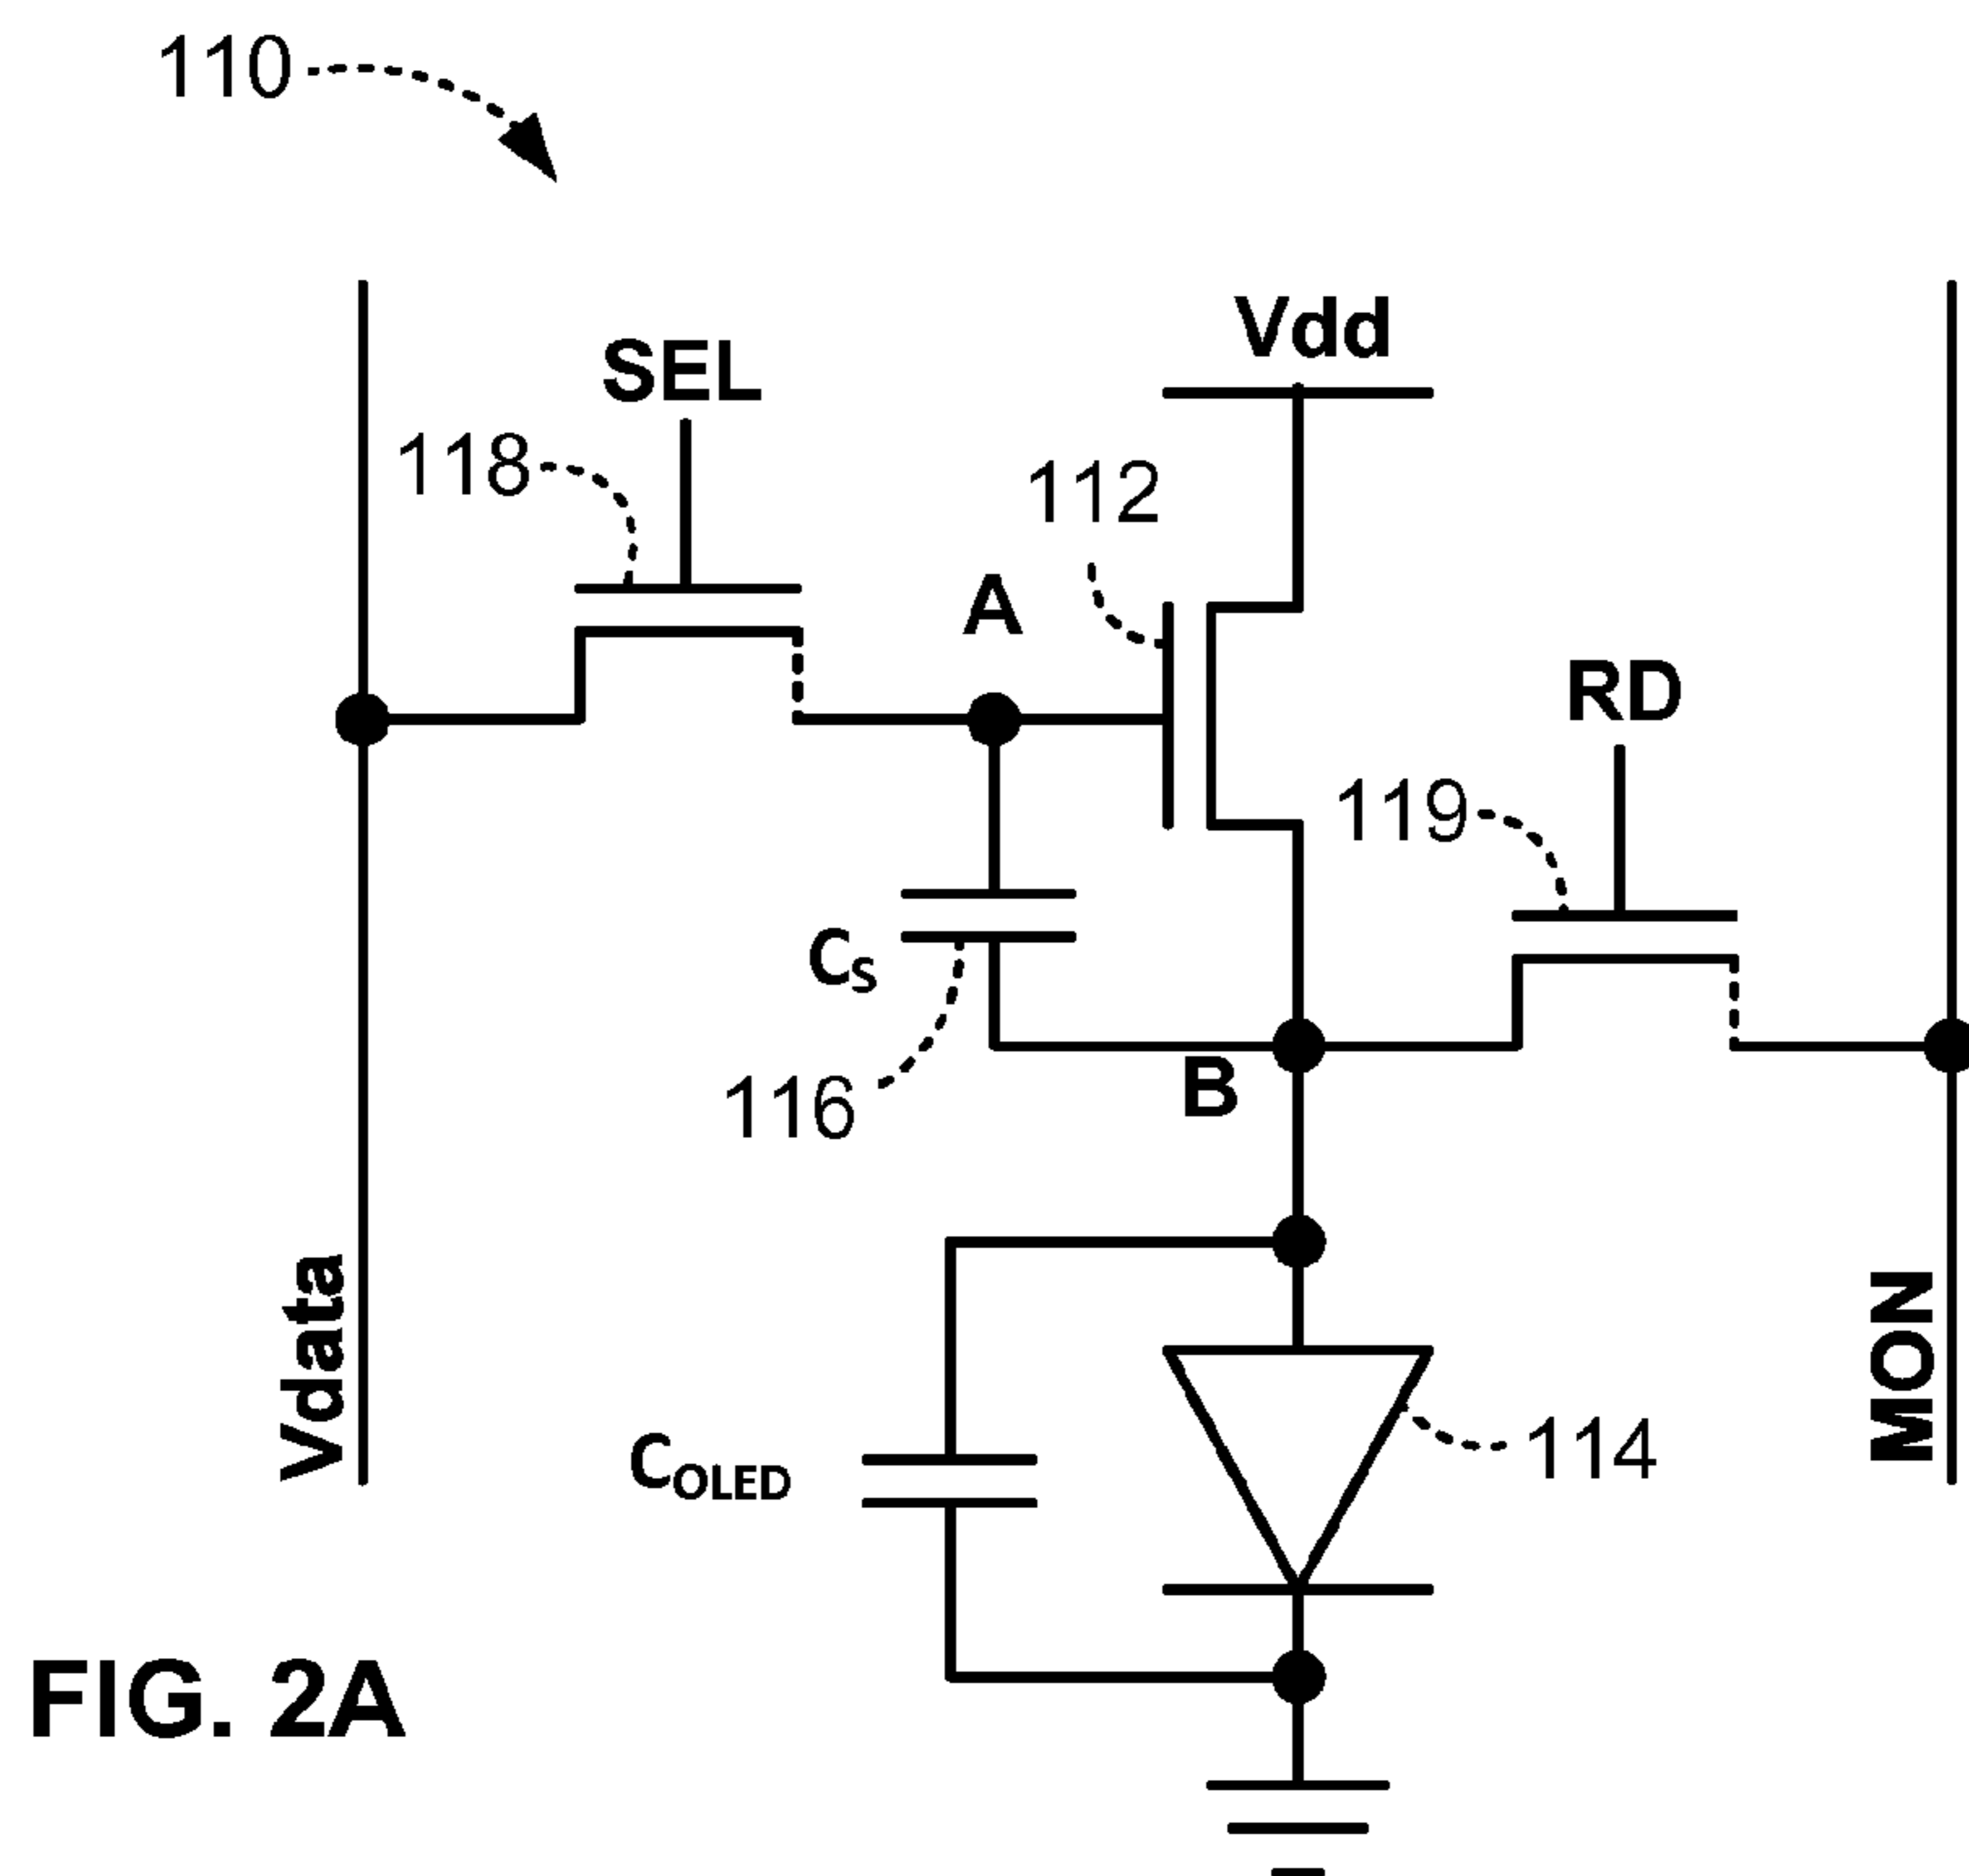 110
Vdd
SEL
118
112
A
RD
119
CS
B
116
Vdata
MON
COLED
114
FIG. 2A